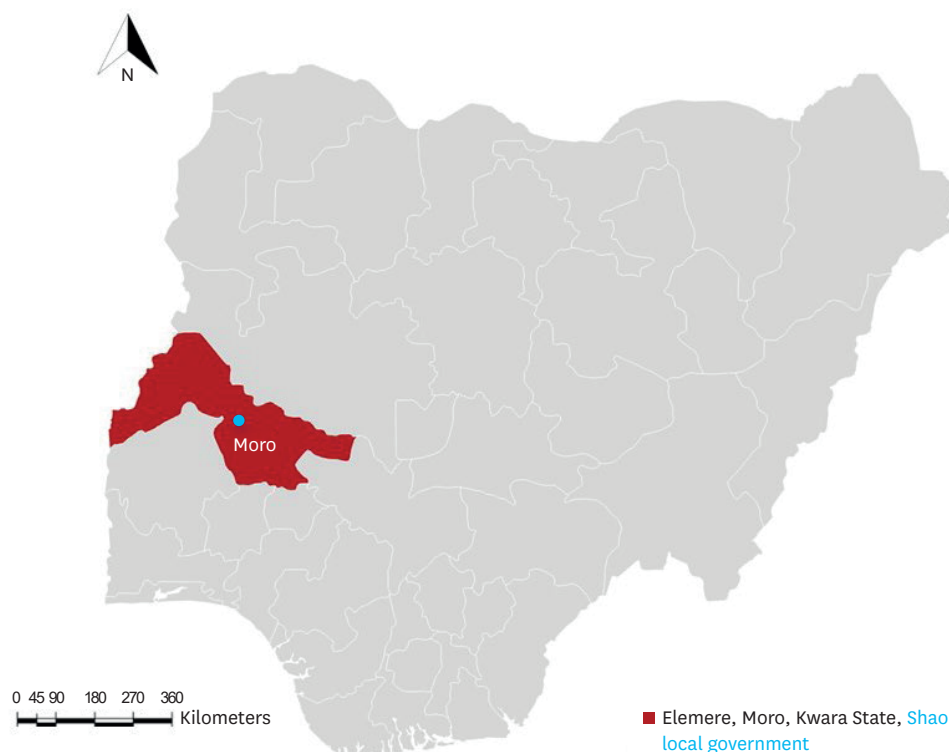 N
Moro
0 45 90 180 270 360
Kilometers
Elemere, Moro, Kwara State, Shao
local government